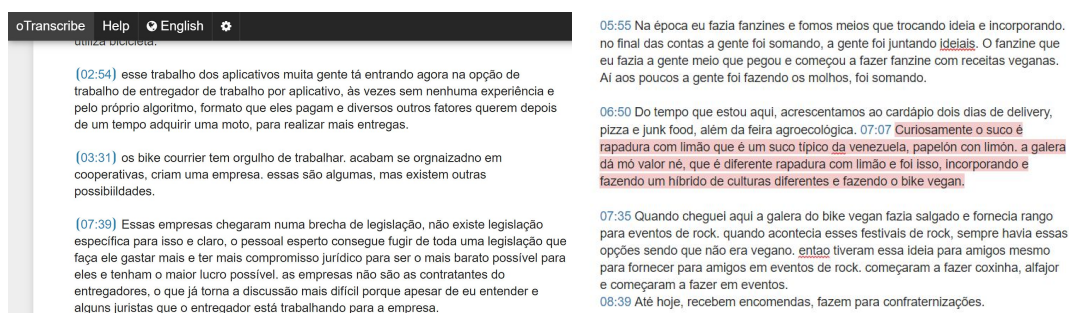 oTranscribe Help English
utiliza bicicleta.
(02:54) esse trabalho dos aplicativos muita gente tá entrando agora na opção de
trabalho de entregador de trabalho por aplicativo, às vezes sem nenhuma experiência e
pelo próprio algoritmo, formato que eles pagam e diversos outros fatores querem depois
de um tempo adquirir uma moto, para realizar mais entregas.
(03:31) os bike courrier tem orgulho de trabalhar. acabam se orgnaizadno em
cooperativas, criam uma empresa. essas são algumas, mas existem outras
possibiildades.
(07:39) Essas empresas chegaram numa brecha de legislação, não existe legislação
específica para isso e claro, o pessoal esperto consegue fugir de toda uma legislação que
faça ele gastar mais e ter mais compromisso jurídico para ser o mais barato possível para
eles e tenham o maior lucro possível. as empresas não são as contratantes do
entregadores, o que já torna a discussão mais difícil porque apesar de eu entender e
alguns juristas que o entregador está trabalhando para a empresa.
05:55 Na época eu fazia fanzines e fomos meios que trocando ideia e incorporando.
no final das contas a gente foi somando, a gente foi juntando ideiais. O fanzine que
eu fazia a gente meio que pegou e começou a fazer fanzine com receitas veganas.
Aí aos poucos a gente foi fazendo os molhos, foi somando.
06:50 Do tempo que estou aqui, acrescentamos ao cardápio dois dias de delivery,
pizza e junk food, além da feira agroecológica. 07:07 Curiosamente o suco é
rapadura com limão que é um suco típico da venezuela, papelón con limón. a galera
dá mó valor né, que é diferente rapadura com limão e foi isso, incorporando e
fazendo um híbrido de culturas diferentes e fazendo o bike vegan.
07:35 Quando cheguei aqui a galera do bike vegan fazia salgado e fornecia rango
para eventos de rock. quando acontecia esses festivais de rock, sempre havia essas
opções sendo que não era vegano. entao tiveram essa ideia para amigos mesmo
para fornecer para amigos em eventos de rock. começaram a fazer coxinha, alfajor
e começaram a fazer em eventos.
08:39 Até hoje, recebem encomendas, fazem para confraternizações.